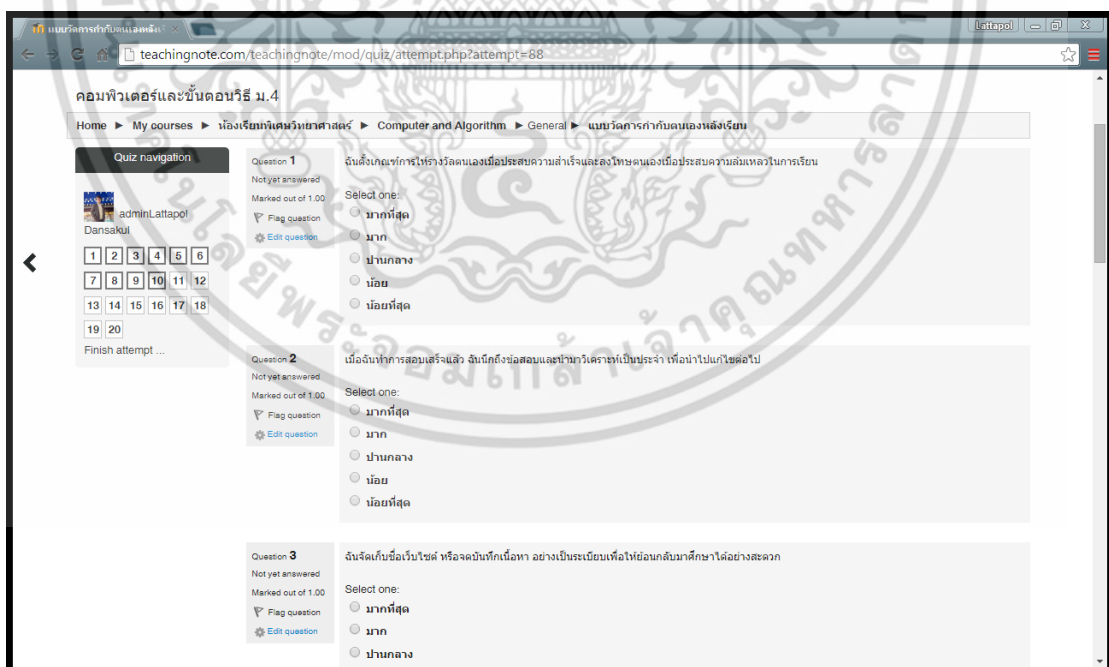 แบบวัดการกำกับตนเองหลังเ
Lattapol
teachingnote.com/teachingnote/mod/quiz/attempt.php?attempt=88
คอมพิวเตอร์และขั้นตอนวิธี ม.4
Home ► My courses ► ห้องเรียนพิเศษวิทยาศาสตร์ ► Computer and Algorithm ► General ► แบบวัดการกำกับตนเองหลังเรียน
Quiz navigation
adminLattapol
Dansakul
1 2 3 4 5 6
7 8 9 10 11 12
13 14 15 16 17 18
19 20
Finish attempt ...
Question 1
Not yet answered
Marked out of 1.00
Flag question
Edit question
ฉันตั้งเกณฑ์การให้รางวัลตนเองเมื่อประสบความสำเร็จและลงโทษตนเองเมื่อประสบความล้มเหลวในการเรียน
Select one:
มากที่สุด
มาก
ปานกลาง
น้อย
น้อยที่สุด
Question 2
Not yet answered
Marked out of 1.00
Flag question
Edit question
เมื่อฉันทำการสอบเสร็จแล้ว ฉันนึกถึงข้อสอบและนำมาวิเคราะห์เป็นประจำ เพื่อนำไปแก้ไขต่อไป
Select one:
มากที่สุด
มาก
ปานกลาง
น้อย
น้อยที่สุด
Question 3
Not yet answered
Marked out of 1.00
Flag question
Edit question
ฉันจัดเก็บชื่อเว็บไซต์ หรือจดบันทึกเนื้อหา อย่างเป็นระเบียบเพื่อให้ย้อนกลับมาศึกษาได้อย่างสะดวก
Select one:
มากที่สุด
มาก
ปานกลาง